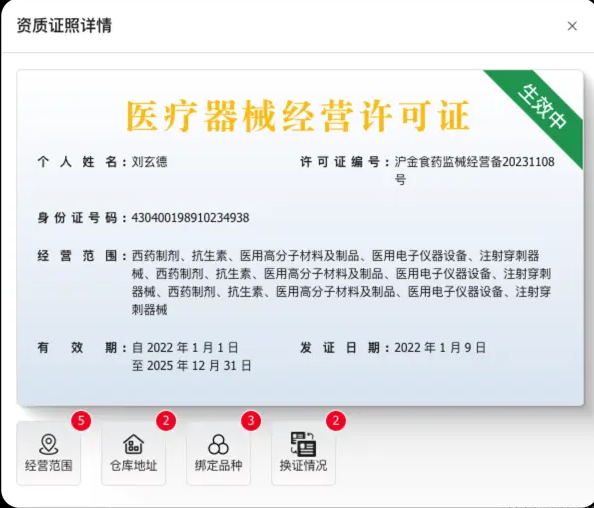 资质证照详情
×
生效中
医疗器械经营许可证
个人姓名：刘玄德 许可证编号：沪金食药监械经营备20231108
号
身份证号码：430400198910234938
经营范围：西药制剂、抗生素、医用高分子材料及制品、医用电子仪器设备、注射穿刺器
械、西药制剂、抗生素、医用高分子材料及制品、医用电子仪器设备、注射穿刺
器械、西药制剂、抗生素、医用高分子材料及制品、医用电子仪器设备、注射穿
刺器械
有效期：自 2022 年 1 月 1 日 发证日期：2022 年 1 月 9 日
至 2025 年 12 月 31 日
5 2 3 2
经营范围 仓库地址 绑定品种 换证情况